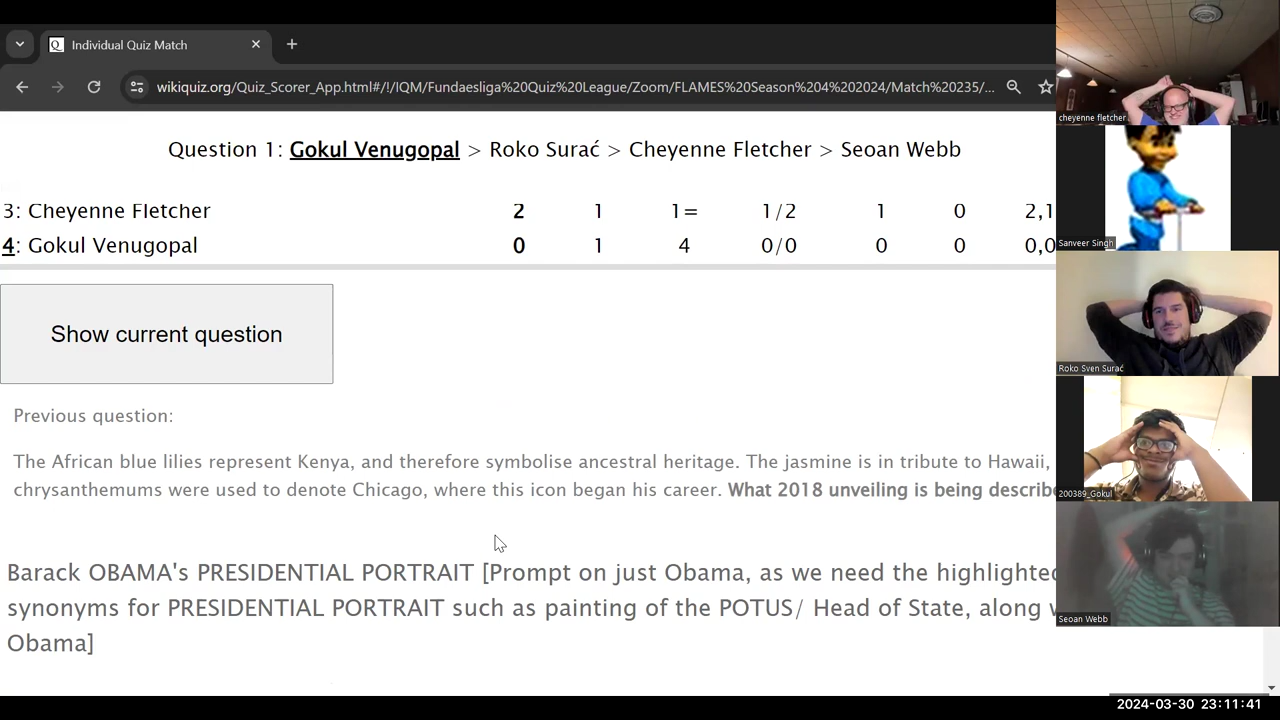 Individual Quiz Match
wikiquiz.org/Quiz_Scorer_App.html#/!/IQM/Fundaesliga%20Quiz%20League/Zoom/FLAMES%20Season%204%202024/Match%20235/...
Question 1: Gokul Venugopal > Roko Surać > Cheyenne Fletcher > Seoan Webb
3: Cheyenne Fletcher 2 1 1= 1/2 1 0 2,1
4: Gokul Venugopal 0 1 4 0/0 0 0 0,0
Show current question
Previous question:
The African blue lilies represent Kenya, and therefore symbolise ancestral heritage. The jasmine is in tribute to Hawaii,
chrysanthemums were used to denote Chicago, where this icon began his career. What 2018 unveiling is being describe
Barack OBAMA's PRESIDENTIAL PORTRAIT [Prompt on just Obama, as we need the highlighted
synonyms for PRESIDENTIAL PORTRAIT such as painting of the POTUS/ Head of State, along
Obama]
cheyenne fletcher
Sanveer Singh
Roko Sven Surać
200389_Gokul
Seoan Webb
2024-03-30 23:11:41